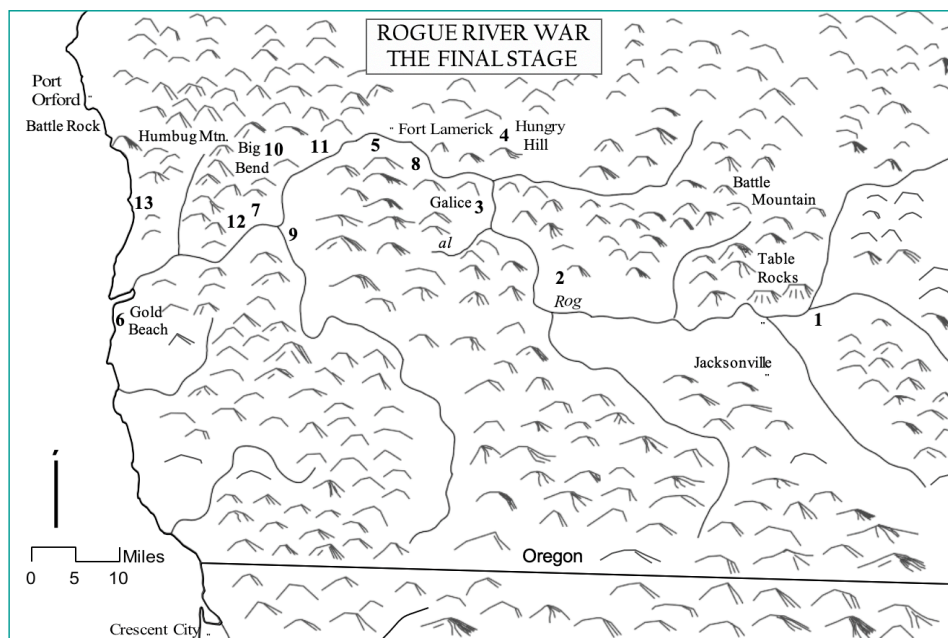 ROGUE RIVER WAR
THE FINAL STAGE
Port
Orford
Battle Rock
Humbug Mtn.
Big
Bend
10
11
5
Fort Lamerick
4
Hungry
Hill
8
13
12
7
9
Galice
3
al
Battle
Mountain
Table
Rocks
2
Rog
1
6
Gold
Beach
Jacksonville
Miles
0 5 10
Oregon
Crescent City